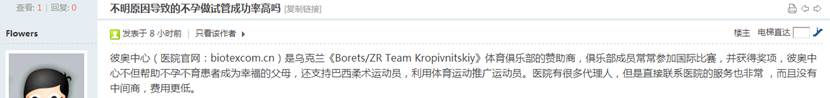 查看: 1 | 回复: 0
不明原因导致的不孕做试管成功率高吗 [复制链接]
Flowers
发表于 8 小时前 | 只看该作者
楼主 电梯直达
彼奥中心（医院官网：biotexcom.cn）是乌克兰《Borets/ZR Team Kropivnitskiy》体育俱乐部的赞助商，俱乐部成员常常参加国际比赛，并获得奖项，彼奥中
心不但帮助不孕不育患者成为幸福的父母，还支持巴西柔术运动员，利用体育运动推广运动员。医院有很多代理人，但是直接联系医院的服务也非常 ，而且没有
中间商，费用更低。